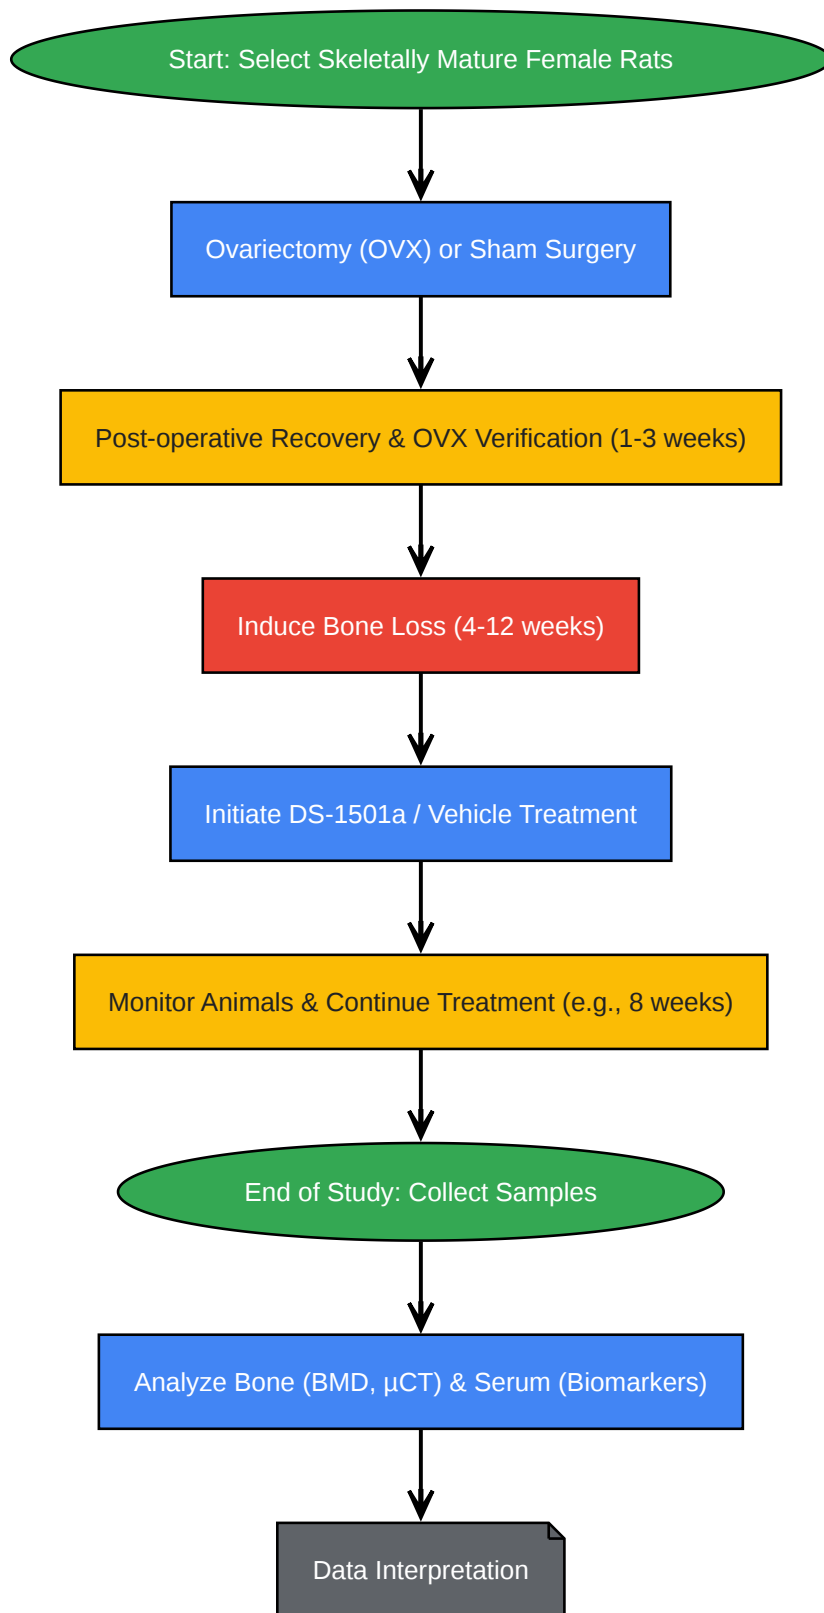 Start: Select Skeletally Mature Female Rats
Ovariectomy (OVX) or Sham Surgery
Post-operative Recovery & OVX Verification (1-3 weeks)
Induce Bone Loss (4-12 weeks)
Initiate DS-1501a / Vehicle Treatment
Monitor Animals & Continue Treatment (e.g., 8 weeks)
End of Study: Collect Samples
Analyze Bone (BMD, µCT) & Serum (Biomarkers)
Data Interpretation